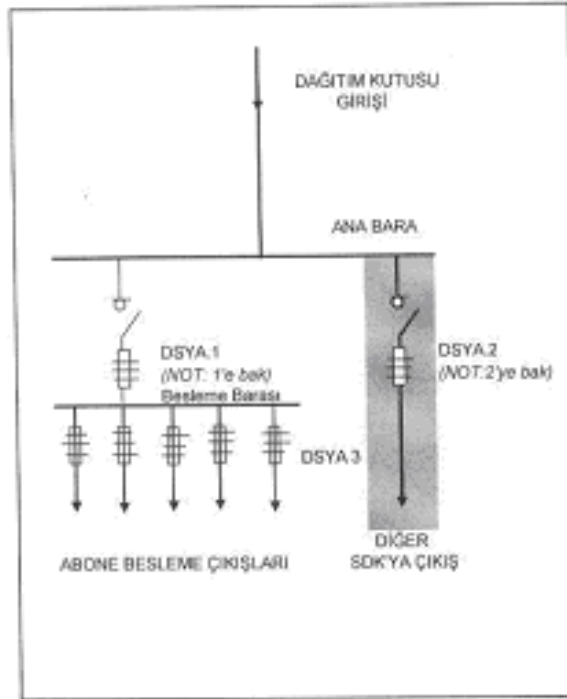 DAĞITIM KUTUSU
GİRİŞİ
ANA BARA
DSYA.1
(NOT: 1'e bak)
Besleme Barası
DSYA.2
(NOT:2'ye bak)
DSYA 3
ABONE BESLEME ÇIKIŞLARI
DİĞER
SDK'YA ÇIKIŞ